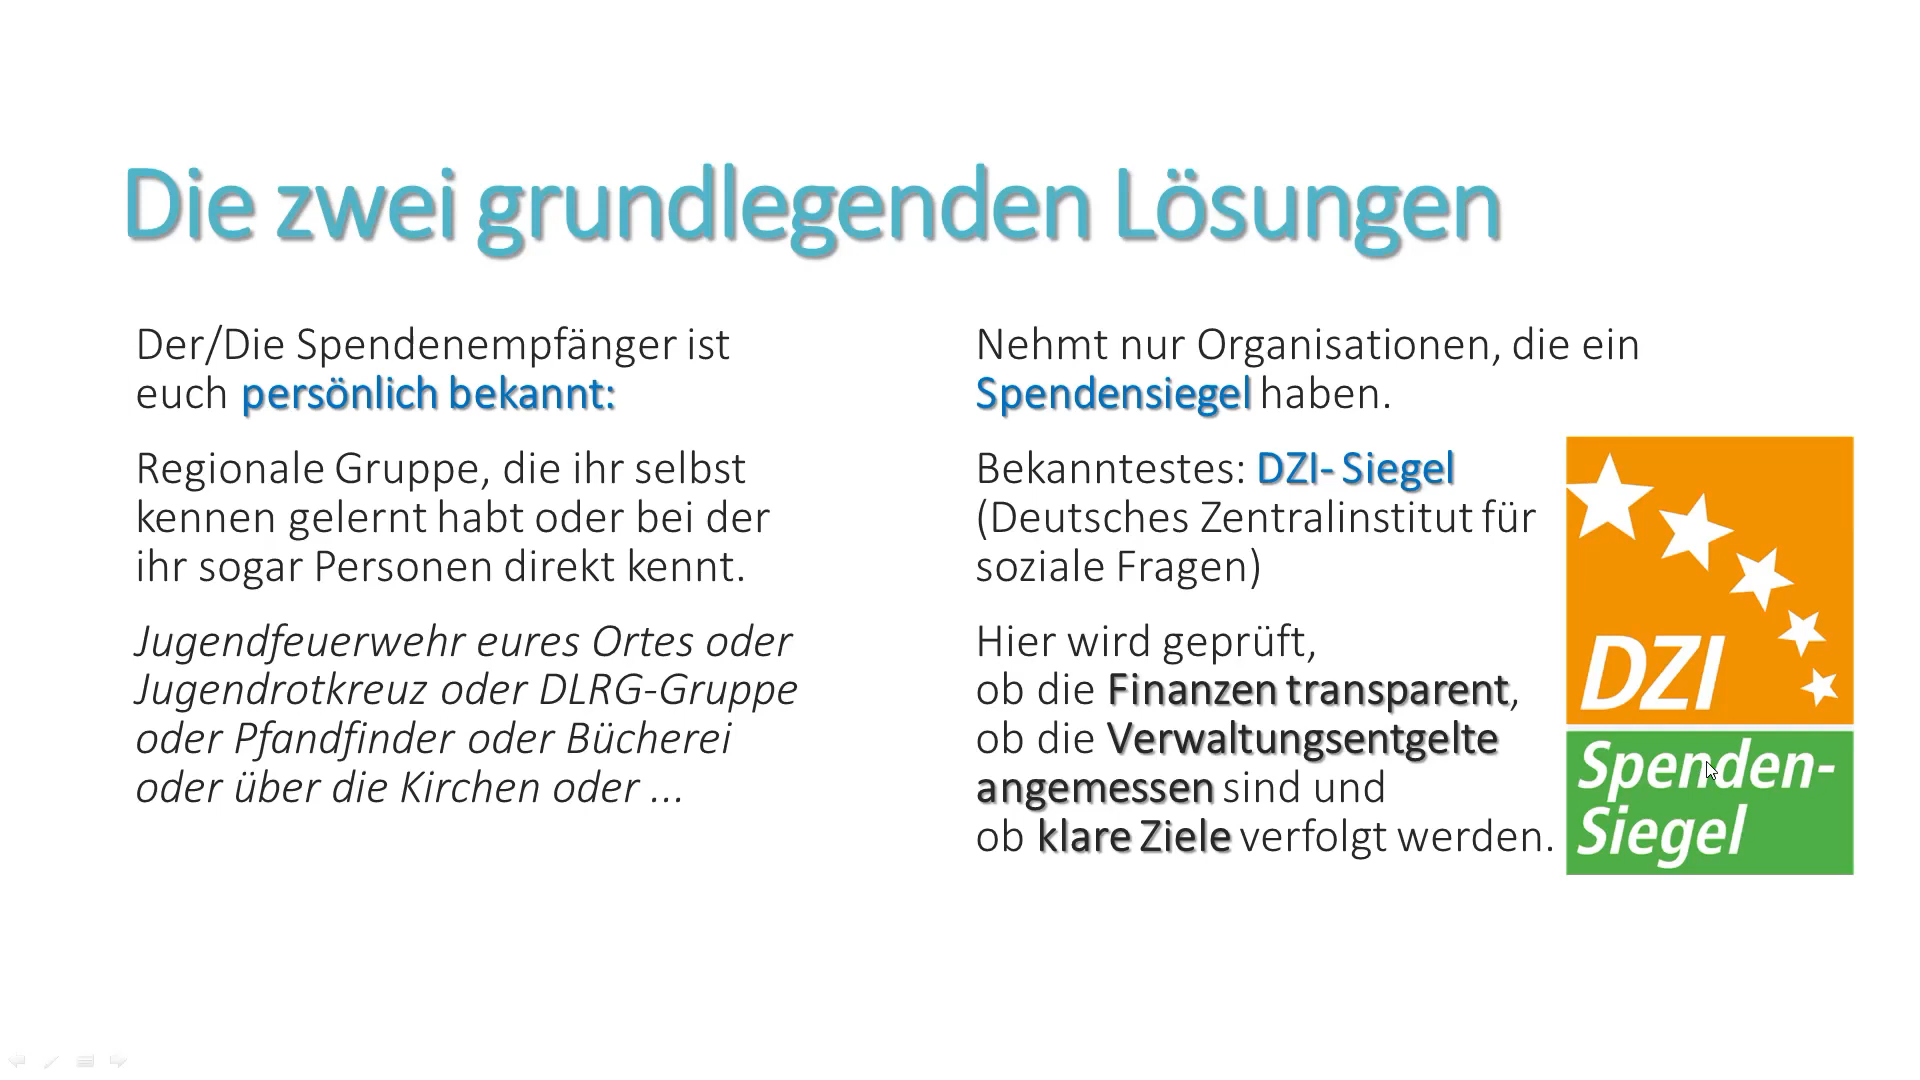 Die zwei grundlegenden Lösungen
Der/Die Spendenempfänger ist
euch persönlich bekannt:
Regionale Gruppe, die ihr selbst
kennen gelernt habt oder bei der
ihr sogar Personen direkt kennt.
Jugendfeuerwehr eures Ortes oder
Jugendrotkreuz oder DLRG-Gruppe
oder Pfandfinder oder Bücherei
oder über die Kirchen oder ...
Nehmt nur Organisationen, die ein
Spendensiegel haben.
Bekanntestes: DZI- Siegel
(Deutsches Zentralinstitut für
soziale Fragen)
Hier wird geprüft,
ob die Finanzen transparent,
ob die Verwaltungsentgelte
angemessen sind und
ob klare Ziele verfolgt werden.
DZI
Spenden-
Siegel